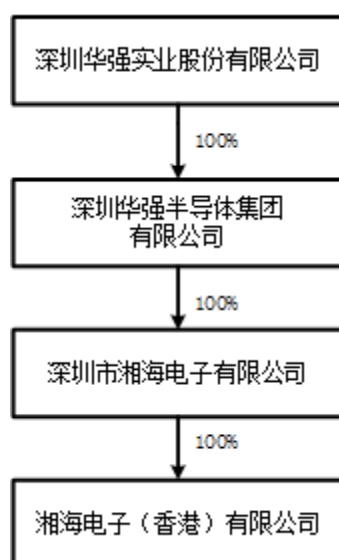 深圳华强实业股份有限公司
100%
深圳华强半导体集团
有限公司
100%
深圳市湘海电子有限公司
100%
湘海电子（香港）有限公司